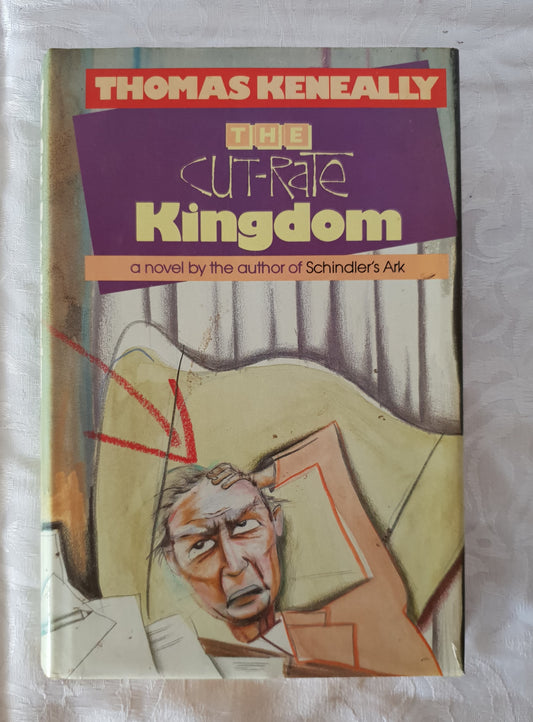 THOMAS KENEALLY
THE
CUT-RATE
Kingdom
a novel by the author of Schindler's Ark